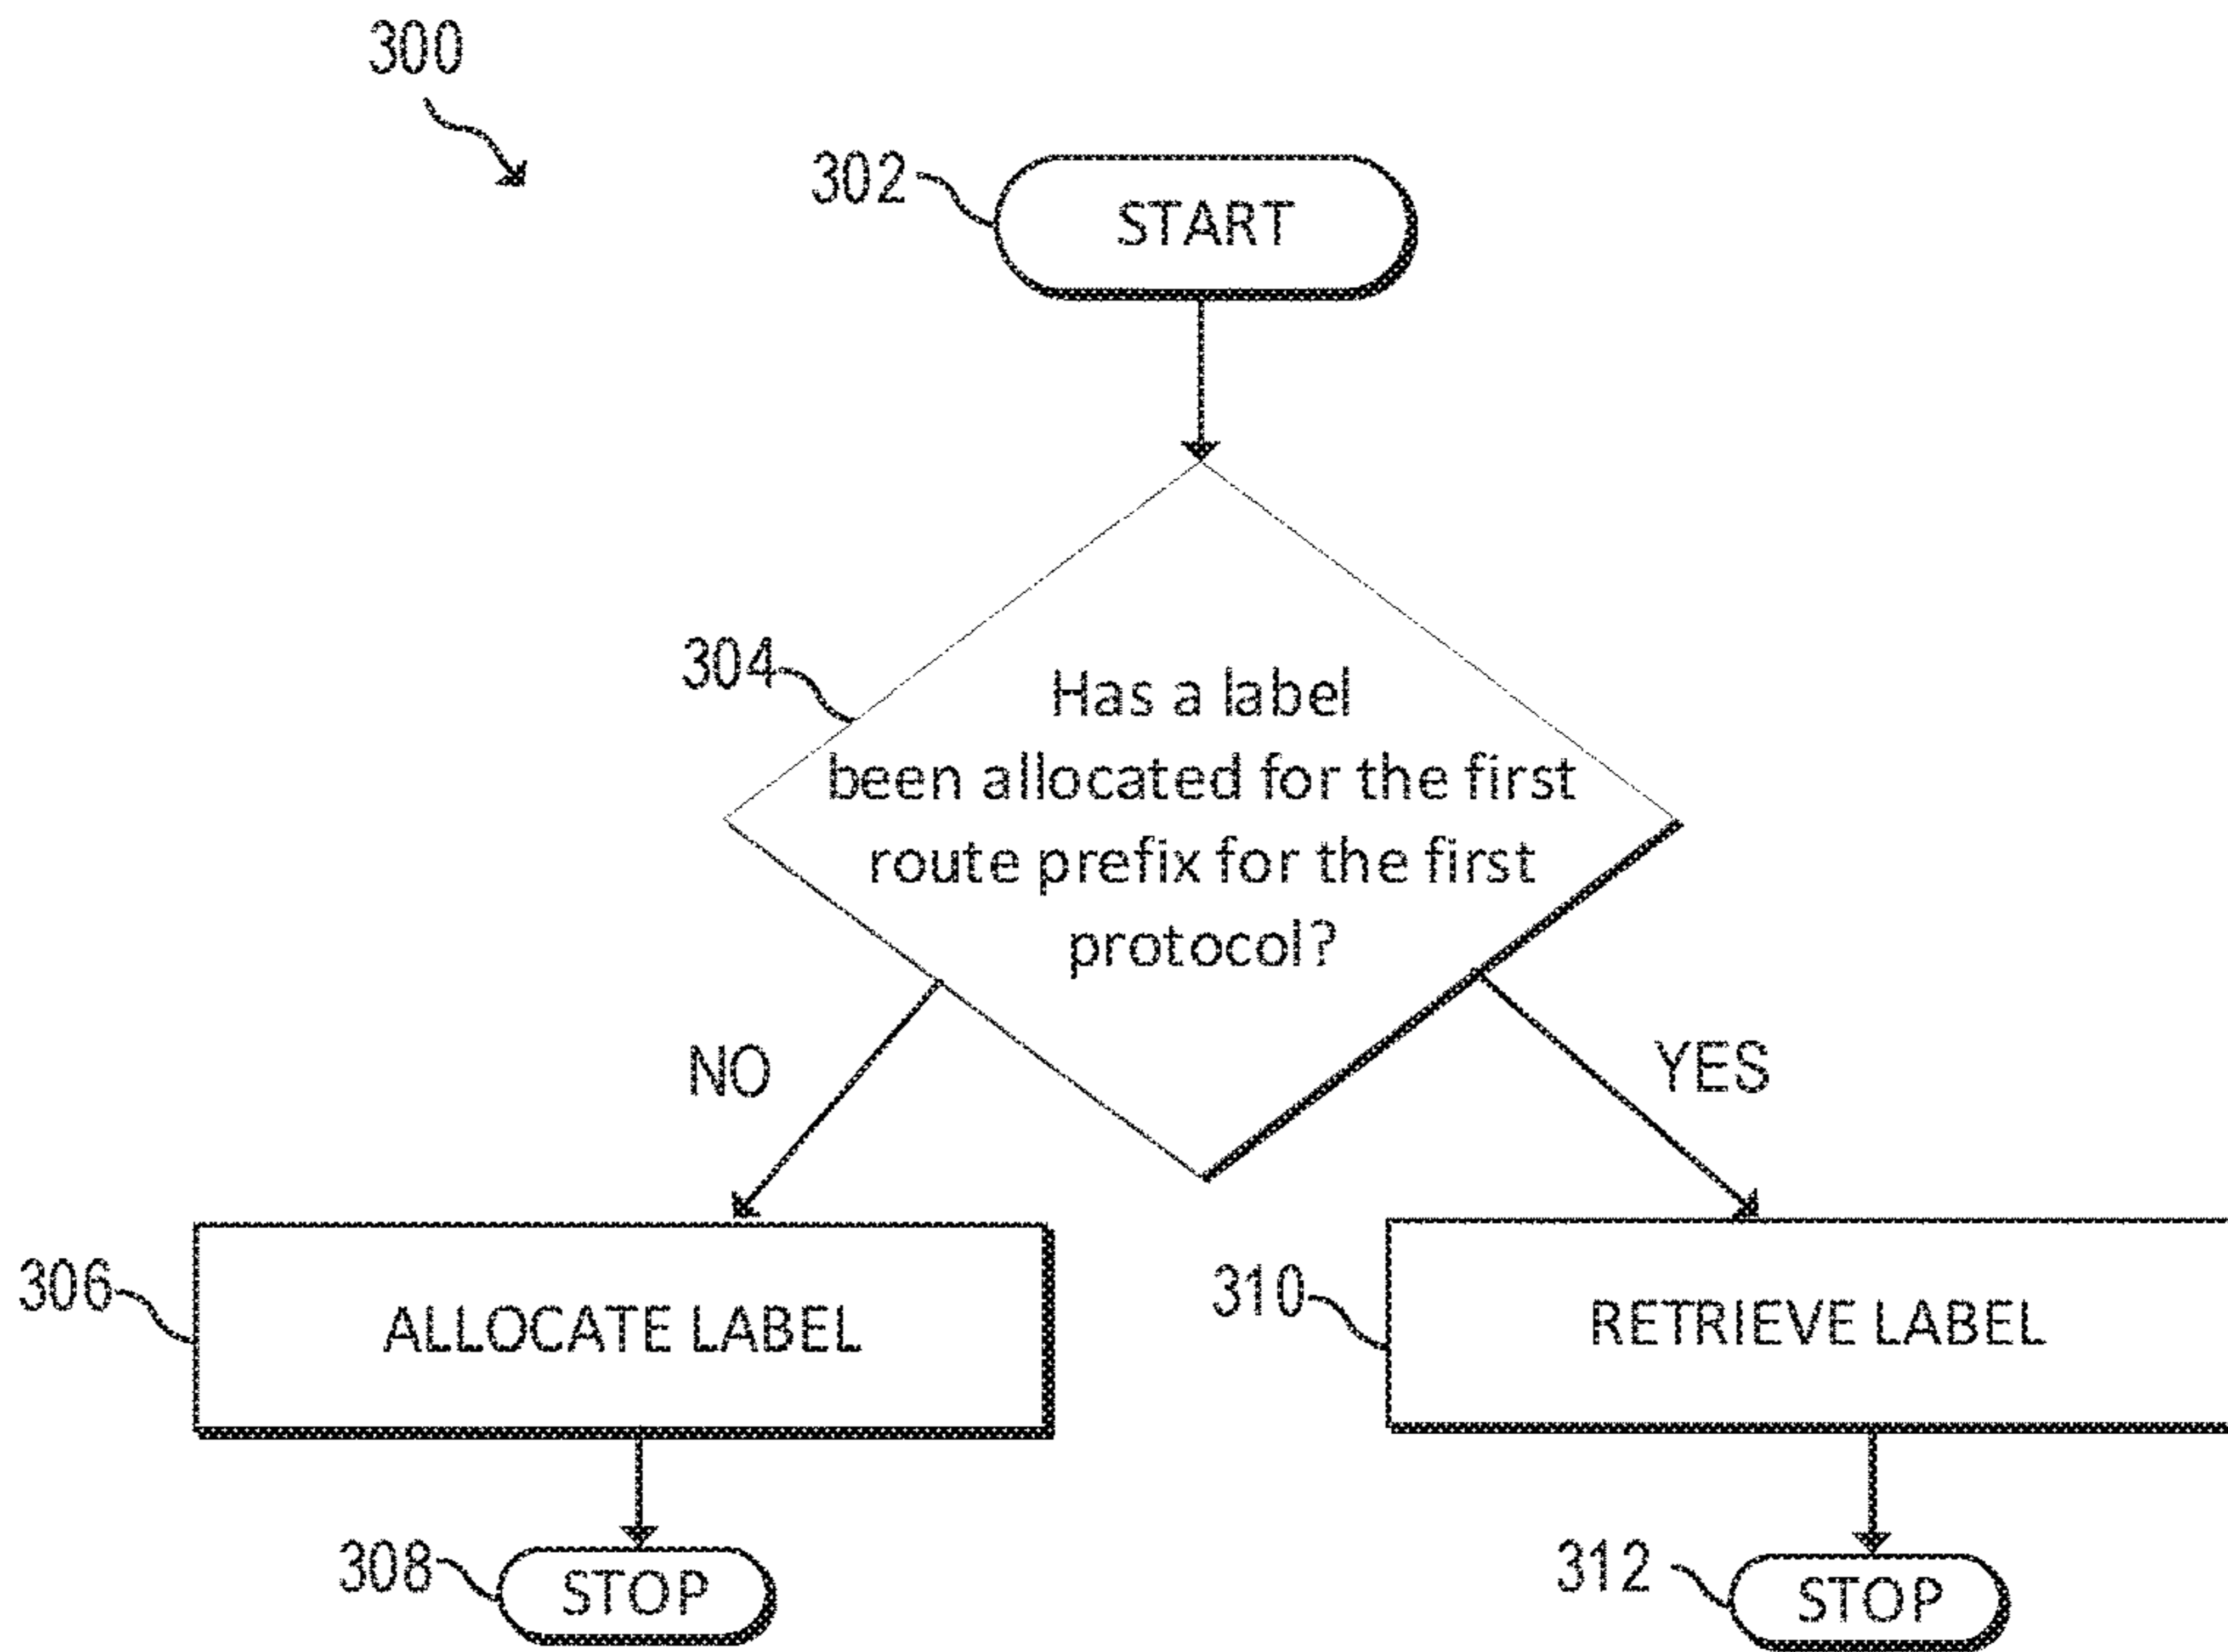 300
302
START
304
Has a label
been allocated for the first
route prefix for the first
protocol?
NO
YES
306
ALLOCATE LABEL
310
RETRIEVE LABEL
308
STOP
312
STOP